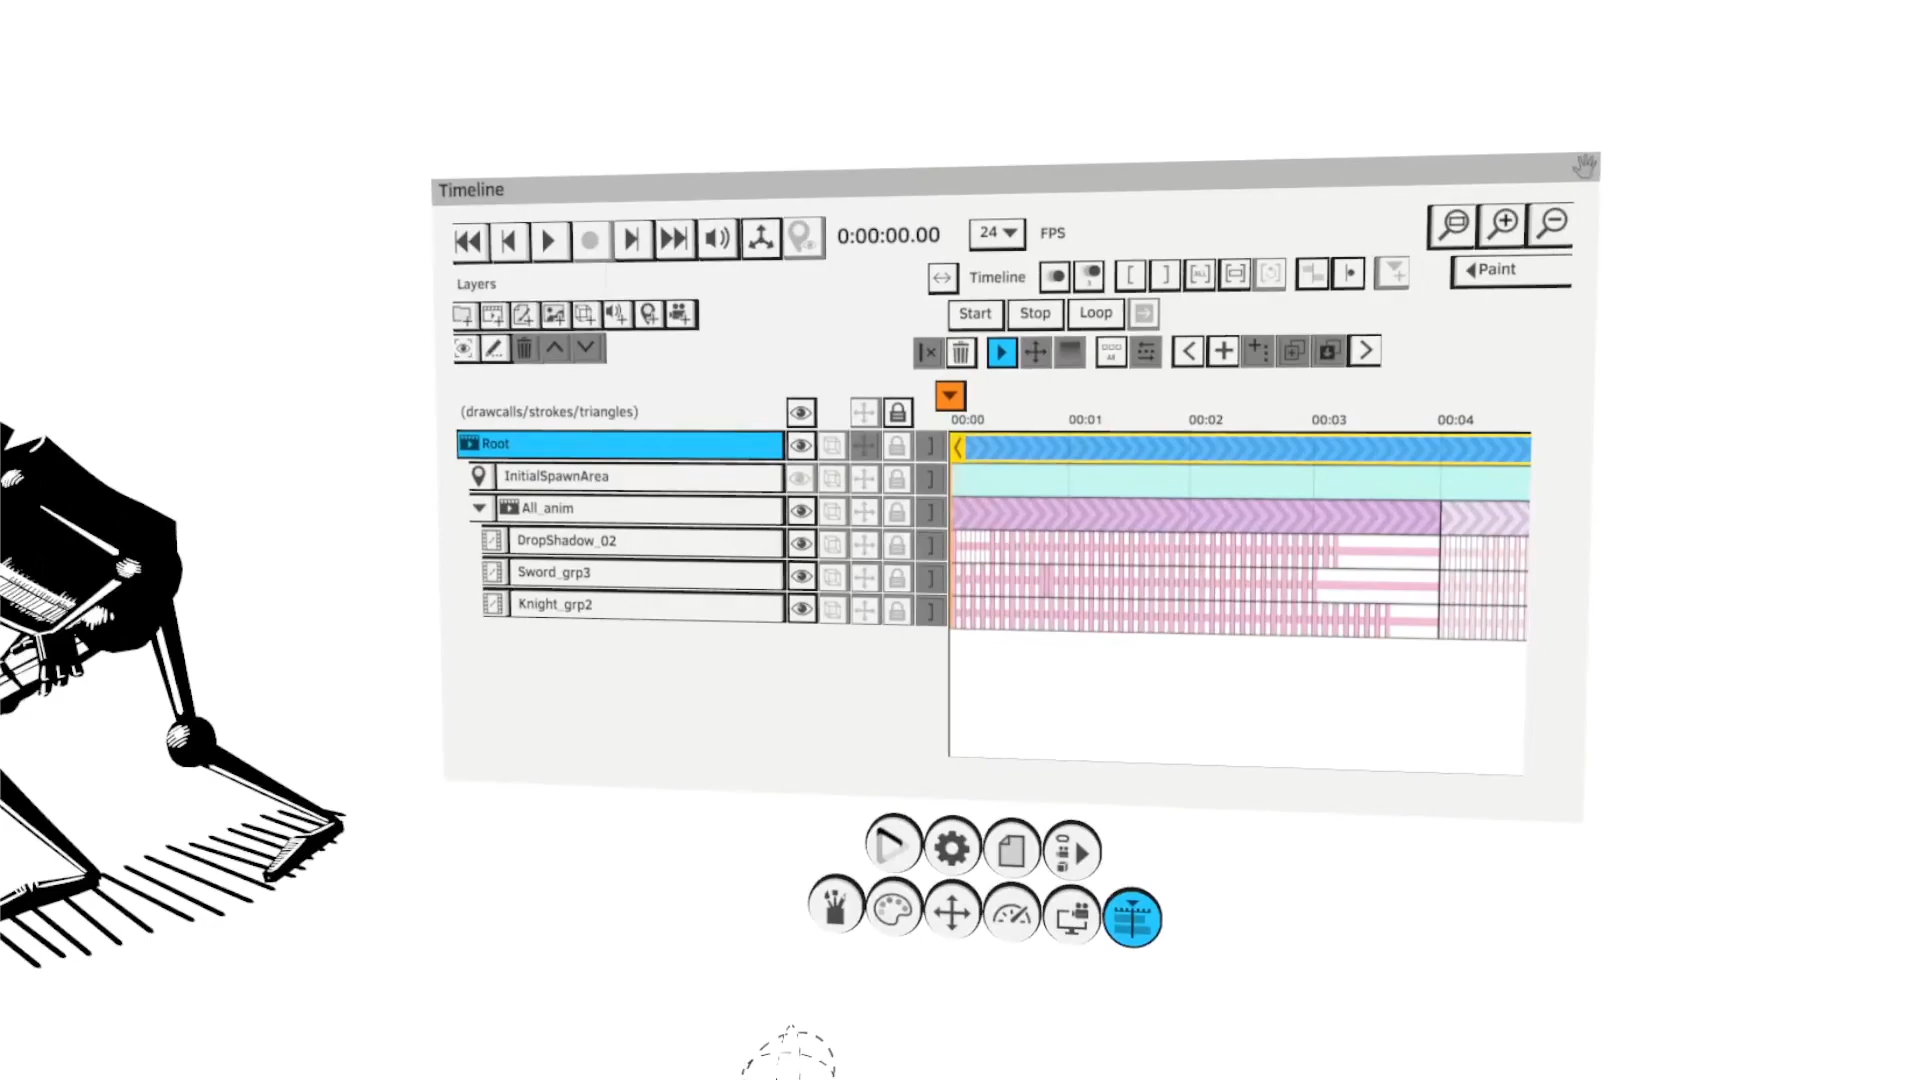 Timeline
0:00:00.00
24
FPS
Layers
Timeline
Paint
Start
Stop
Loop
(drawcalls/strokes/triangles)
00:00
00:01
00:02
00:03
00:04
Root
InitialSpawnArea
All_anim
DropShadow_02
Sword_grp3
Knight_grp2